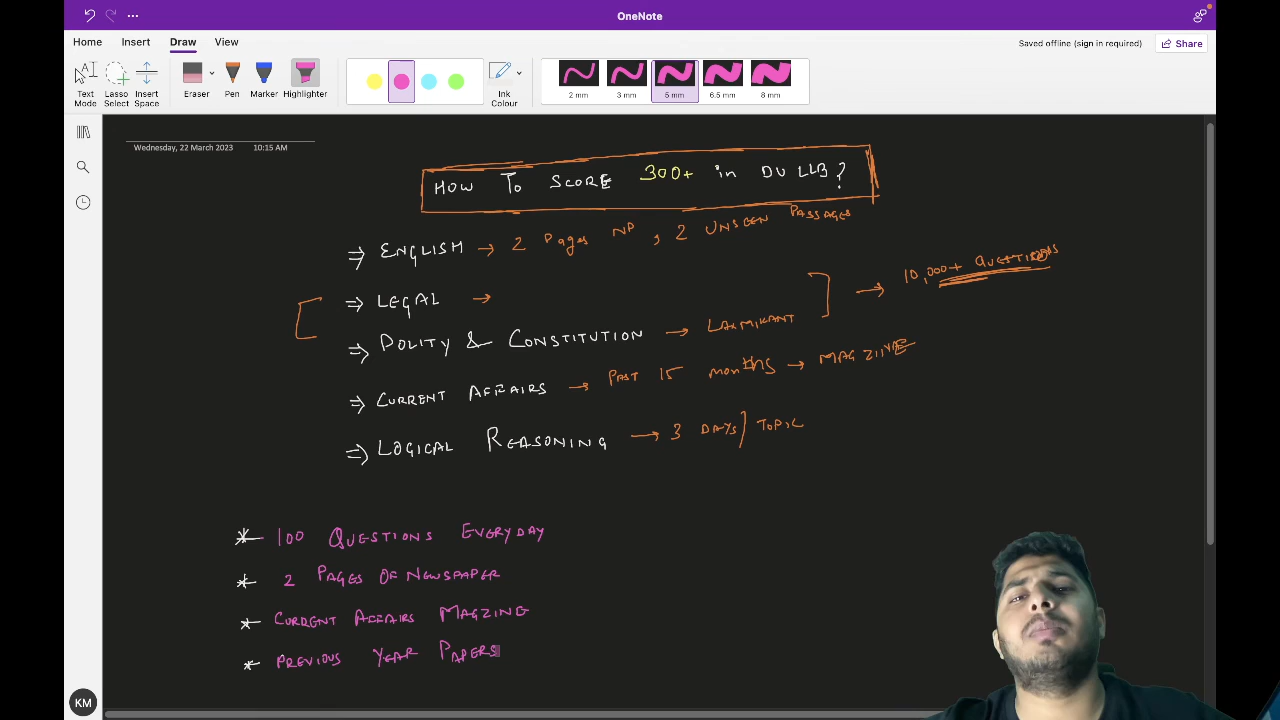 OneNote
Home Insert Draw View
Saved offline (sign in required) Share
Text Mode Lasso Select Insert Space Eraser Pen Marker Highlighter Ink Colour 2 mm 3 mm 5 mm 6.5 mm 8 mm
Wednesday, 22 March 2023 10:15 AM
HOW TO SCORE 300+ in DU LLB?
⇒ ENGLISH → 2 Pages NP, 2 UNSEEN PASSAGES
⇒ LEGAL →
→ 10,000+ QUESTIONS
⇒ POLITY & CONSTITUTION → LAXMIKANT
⇒ CURRENT AFFAIRS → PAST 15 months → MAGZINE
⇒ LOGICAL REASONING → 3 DAYS / TOPIC
* 100 QUESTIONS EVERYDAY
* 2 PAGES OF NEWSPAPER
* CURRENT AFFAIRS MAGZING
* PREVIOUS YEAR PAPERS
KM